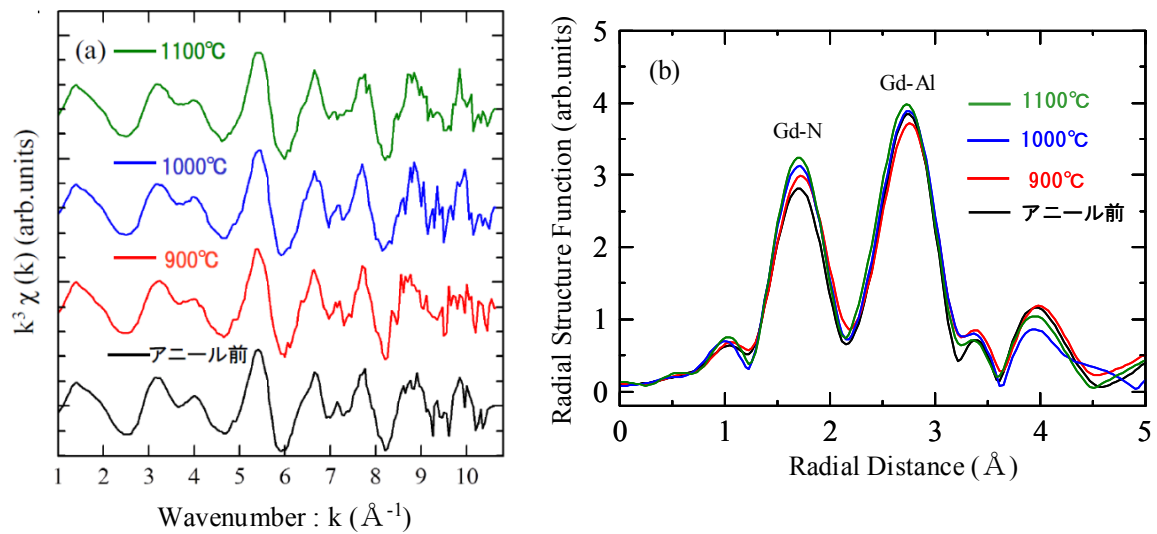 (a)
1100℃
1000℃
900℃
アニール前
k³ χ (k) (arb.units)
1 2 3 4 5 6 7 8 9 10
Wavenumber : k (Å⁻¹)
(b)
Gd-N
Gd-Al
1100℃
1000℃
900℃
アニール前
Radial Structure Function (arb.units)
5
4
3
2
1
0
0 1 2 3 4 5
Radial Distance (Å)